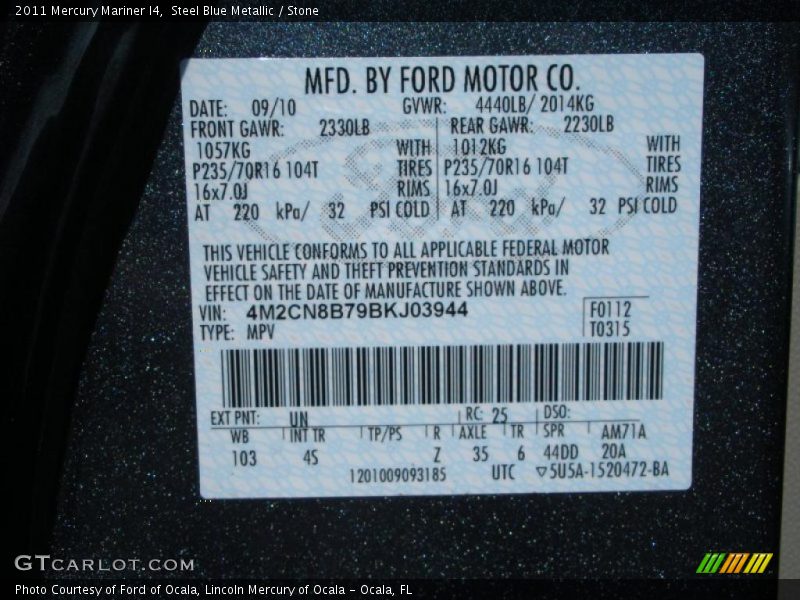 2011 Mercury Mariner I4, Steel Blue Metallic / Stone
MFD. BY FORD MOTOR CO.
DATE: 09/10 GVWR: 4440LB/ 2014KG
FRONT GAWR: 2330LB REAR GAWR: 2230LB
1057KG WITH 1012KG WITH
P235/70R16 104T TIRES P235/70R16 104T TIRES
16x7.0J RIMS 16x7.0J RIMS
AT 220 kPa/ 32 PSI COLD AT 220 kPa/ 32 PSI COLD
THIS VEHICLE CONFORMS TO ALL APPLICABLE FEDERAL MOTOR
VEHICLE SAFETY AND THEFT PREVENTION STANDARDS IN
EFFECT ON THE DATE OF MANUFACTURE SHOWN ABOVE.
VIN: 4M2CN8B79BKJ03944 F0112
TYPE: MPV T0315
EXT PNT: UN RC: 25 DSO:
WB INT TR TP/PS R AXLE TR SPR AM71A
103 4S Z 35 6 44DD 20A
1201009093185 UTC ▽5U5A-1520472-BA
GTCARLOT.COM
Photo Courtesy of Ford of Ocala, Lincoln Mercury of Ocala - Ocala, FL